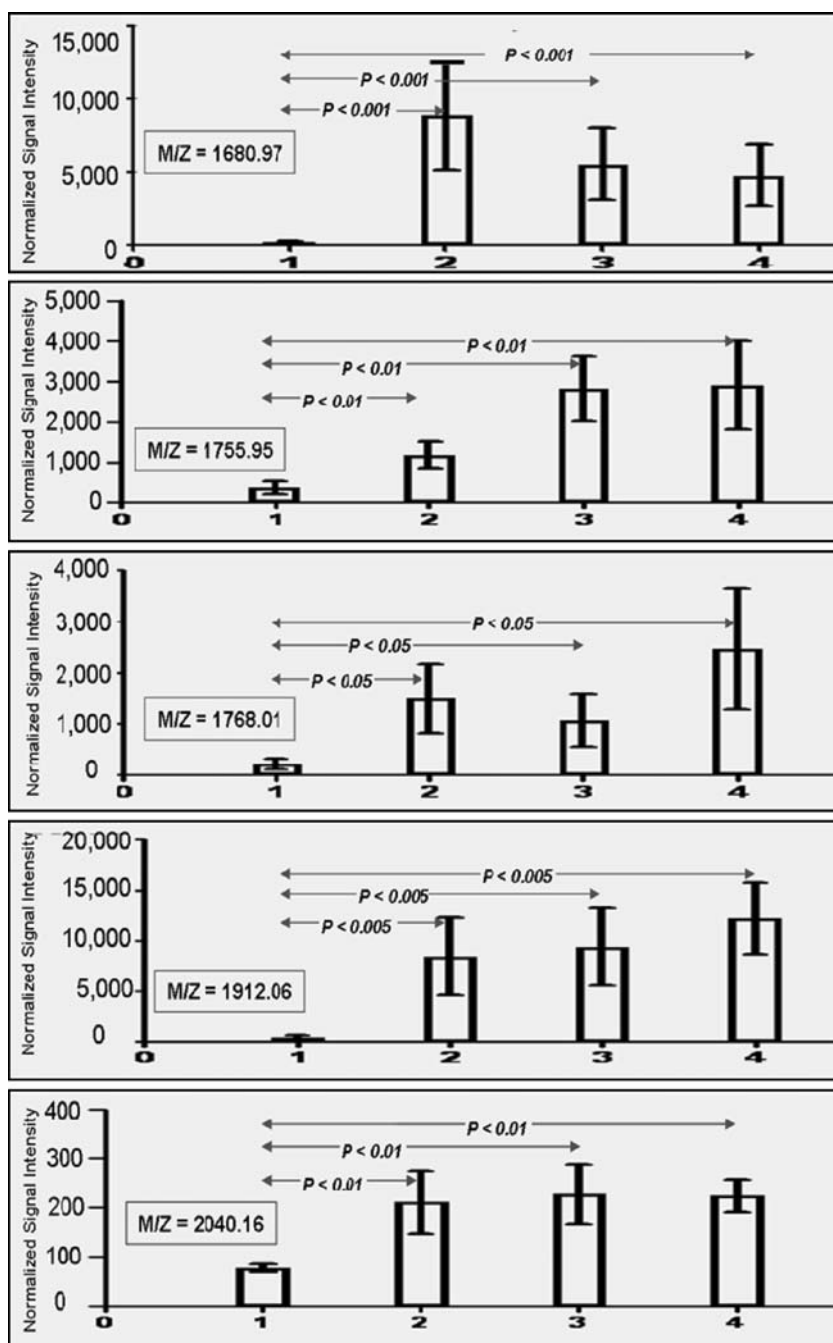 Normalized Signal Intensity
15,000
10,000
5,000
0
P < 0.001
P < 0.001
P < 0.001
M/Z = 1680.97
0 1 2 3 4
Normalized Signal Intensity
5,000
4,000
3,000
2,000
1,000
0
P < 0.01
P < 0.01
P < 0.01
M/Z = 1755.95
0 1 2 3 4
Normalized Signal Intensity
4,000
3,000
2,000
1,000
0
P < 0.05
P < 0.05
P < 0.05
M/Z = 1768.01
0 1 2 3 4
Normalized Signal Intensity
20,000
15,000
10,000
5,000
0
P < 0.005
P < 0.005
P < 0.005
M/Z = 1912.06
0 1 2 3 4
Normalized Signal Intensity
400
300
200
100
0
P < 0.01
P < 0.01
P < 0.01
M/Z = 2040.16
0 1 2 3 4